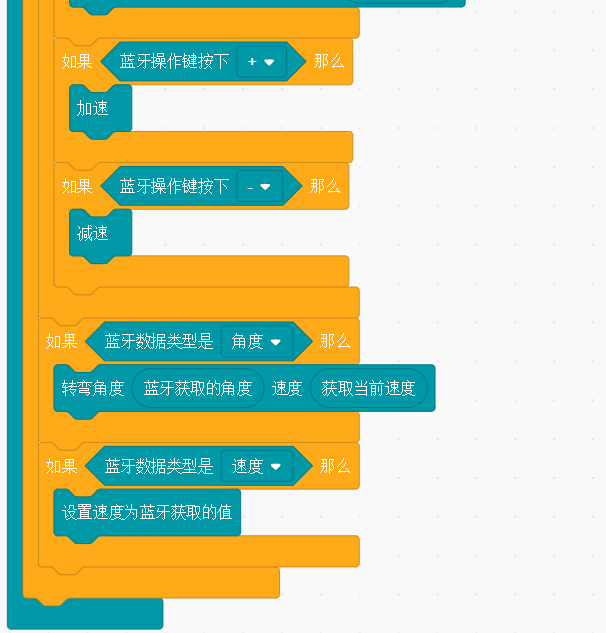 如果 蓝牙操作键按下 + 那么
加速
如果 蓝牙操作键按下 - 那么
减速
如果 蓝牙数据类型是 角度 那么
转弯角度 蓝牙获取的角度 速度 获取当前速度
如果 蓝牙数据类型是 速度 那么
设置速度为蓝牙获取的值